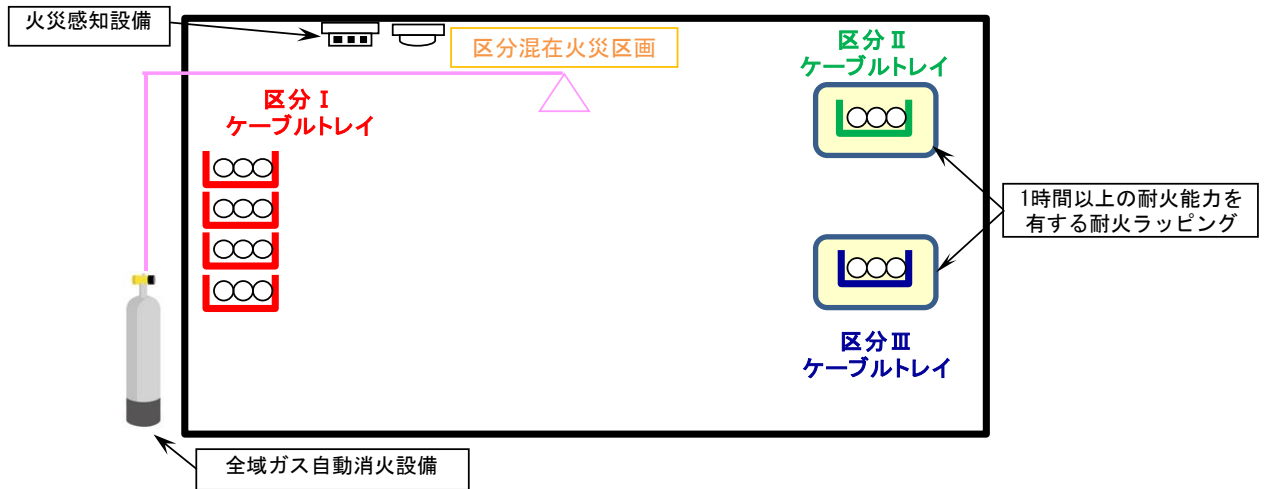 火災感知設備
区分混在火災区画
区分Ⅱ
ケーブルトレイ
区分Ⅰ
ケーブルトレイ
1時間以上の耐火能力を
有する耐火ラッピング
区分Ⅲ
ケーブルトレイ
全域ガス自動消火設備